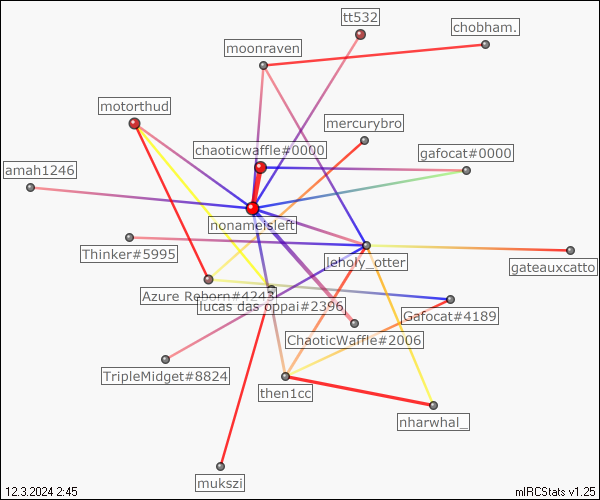 tt532
chobham.
moonraven
motorthud
mercurybro
chaoticwaffle#0000
gafocat#0000
amah1246
nonameisleft
Thinker#5995
leholy_otter
gateauxcatto
Azure Reborn#4243
lucas das oppai#2396
Gafocat#4189
ChaoticWaffle#2006
TripleMidget#8824
then1cc
nharwhal_
mukszi
12.3.2024 2:45
mIRCStats v1.25